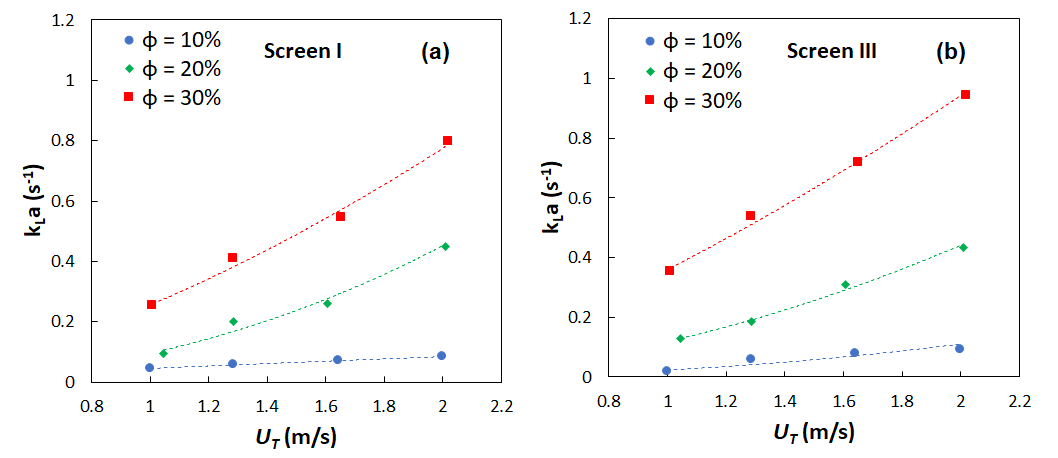 1.2
1
0.8
0.6
0.4
0.2
0
kLa (s-1)
ϕ = 10%
ϕ = 20%
ϕ = 30%
Screen I
(a)
0.8 1 1.2 1.4 1.6 1.8 2 2.2
UT (m/s)
1.2
1
0.8
0.6
0.4
0.2
0
kLa (s-1)
ϕ = 10%
ϕ = 20%
ϕ = 30%
Screen III
(b)
0.8 1 1.2 1.4 1.6 1.8 2 2.2
UT (m/s)